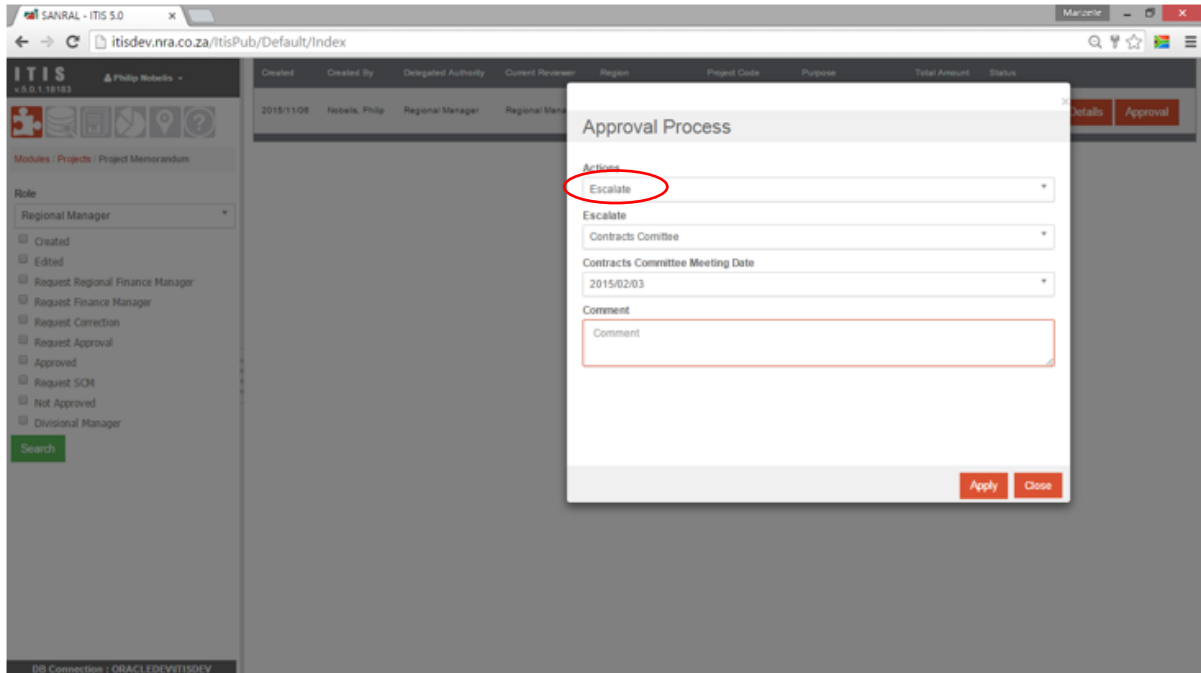 SANRAL - ITIS 5.0
Marizelle
itisdev.nra.co.za/ItisPub/Default/Index
ITIS
v.5.0.1.18183
Philip Nobelis
Modules / Projects / Project Memorandum
Role
Regional Manager
Created
Edited
Request Regional Finance Manager
Request Finance Manager
Request Correction
Request Approval
Approved
Request SCM
Not Approved
Divisional Manager
Search
DB Connection : ORACLEDEV/ITISDEV
Created Created By Delegated Authority Current Reviewer Region Project Code Purpose Total Amount Status
2015/11/06 Nobelis, Philip Regional Manager Regional Mana Details Approval
Approval Process
Actions
Escalate
Escalate
Contracts Comittee
Contracts Committee Meeting Date
2015/02/03
Comment
Comment
Apply Close